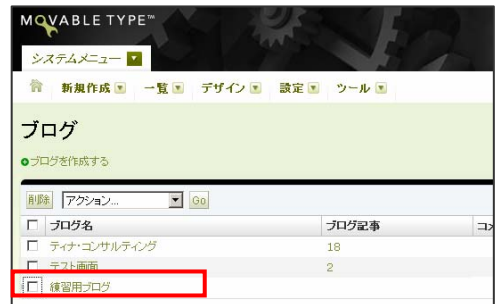 MOVABLE TYPE™
システムメニュー
新規作成 一覧 デザイン 設定 ツール
ブログ
ブログを作成する
削除 アクション... Go
ブログ名 ブログ記事 コメ
ティナ・コンサルティング 18
テスト画面 2
練習用ブログ